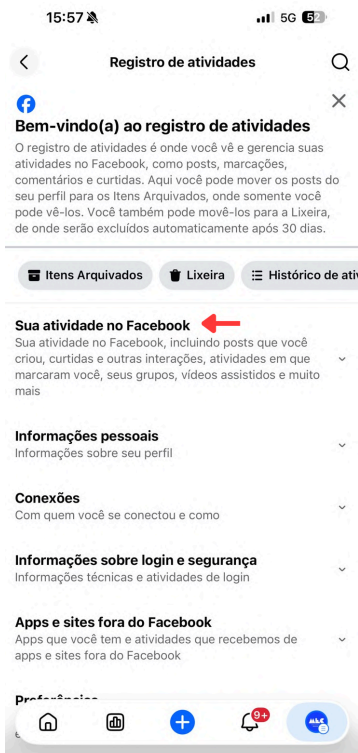 15:57
5G 52
Registro de atividades
Bem-vindo(a) ao registro de atividades
O registro de atividades é onde você vê e gerencia suas
atividades no Facebook, como posts, marcações,
comentários e curtidas. Aqui você pode mover os posts do
seu perfil para os Itens Arquivados, onde somente você
pode vê-los. Você também pode movê-los para a Lixeira,
de onde serão excluídos automaticamente após 30 dias.
Itens Arquivados
Lixeira
Histórico de ati
Sua atividade no Facebook
Sua atividade no Facebook, incluindo posts que você
criou, curtidas e outras interações, atividades em que
marcaram você, seus grupos, vídeos assistidos e muito
mais
Informações pessoais
Informações sobre seu perfil
Conexões
Com quem você se conectou e como
Informações sobre login e segurança
Informações técnicas e atividades de login
Apps e sites fora do Facebook
Apps que você tem e atividades que recebemos de
apps e sites fora do Facebook
Preferências
9+